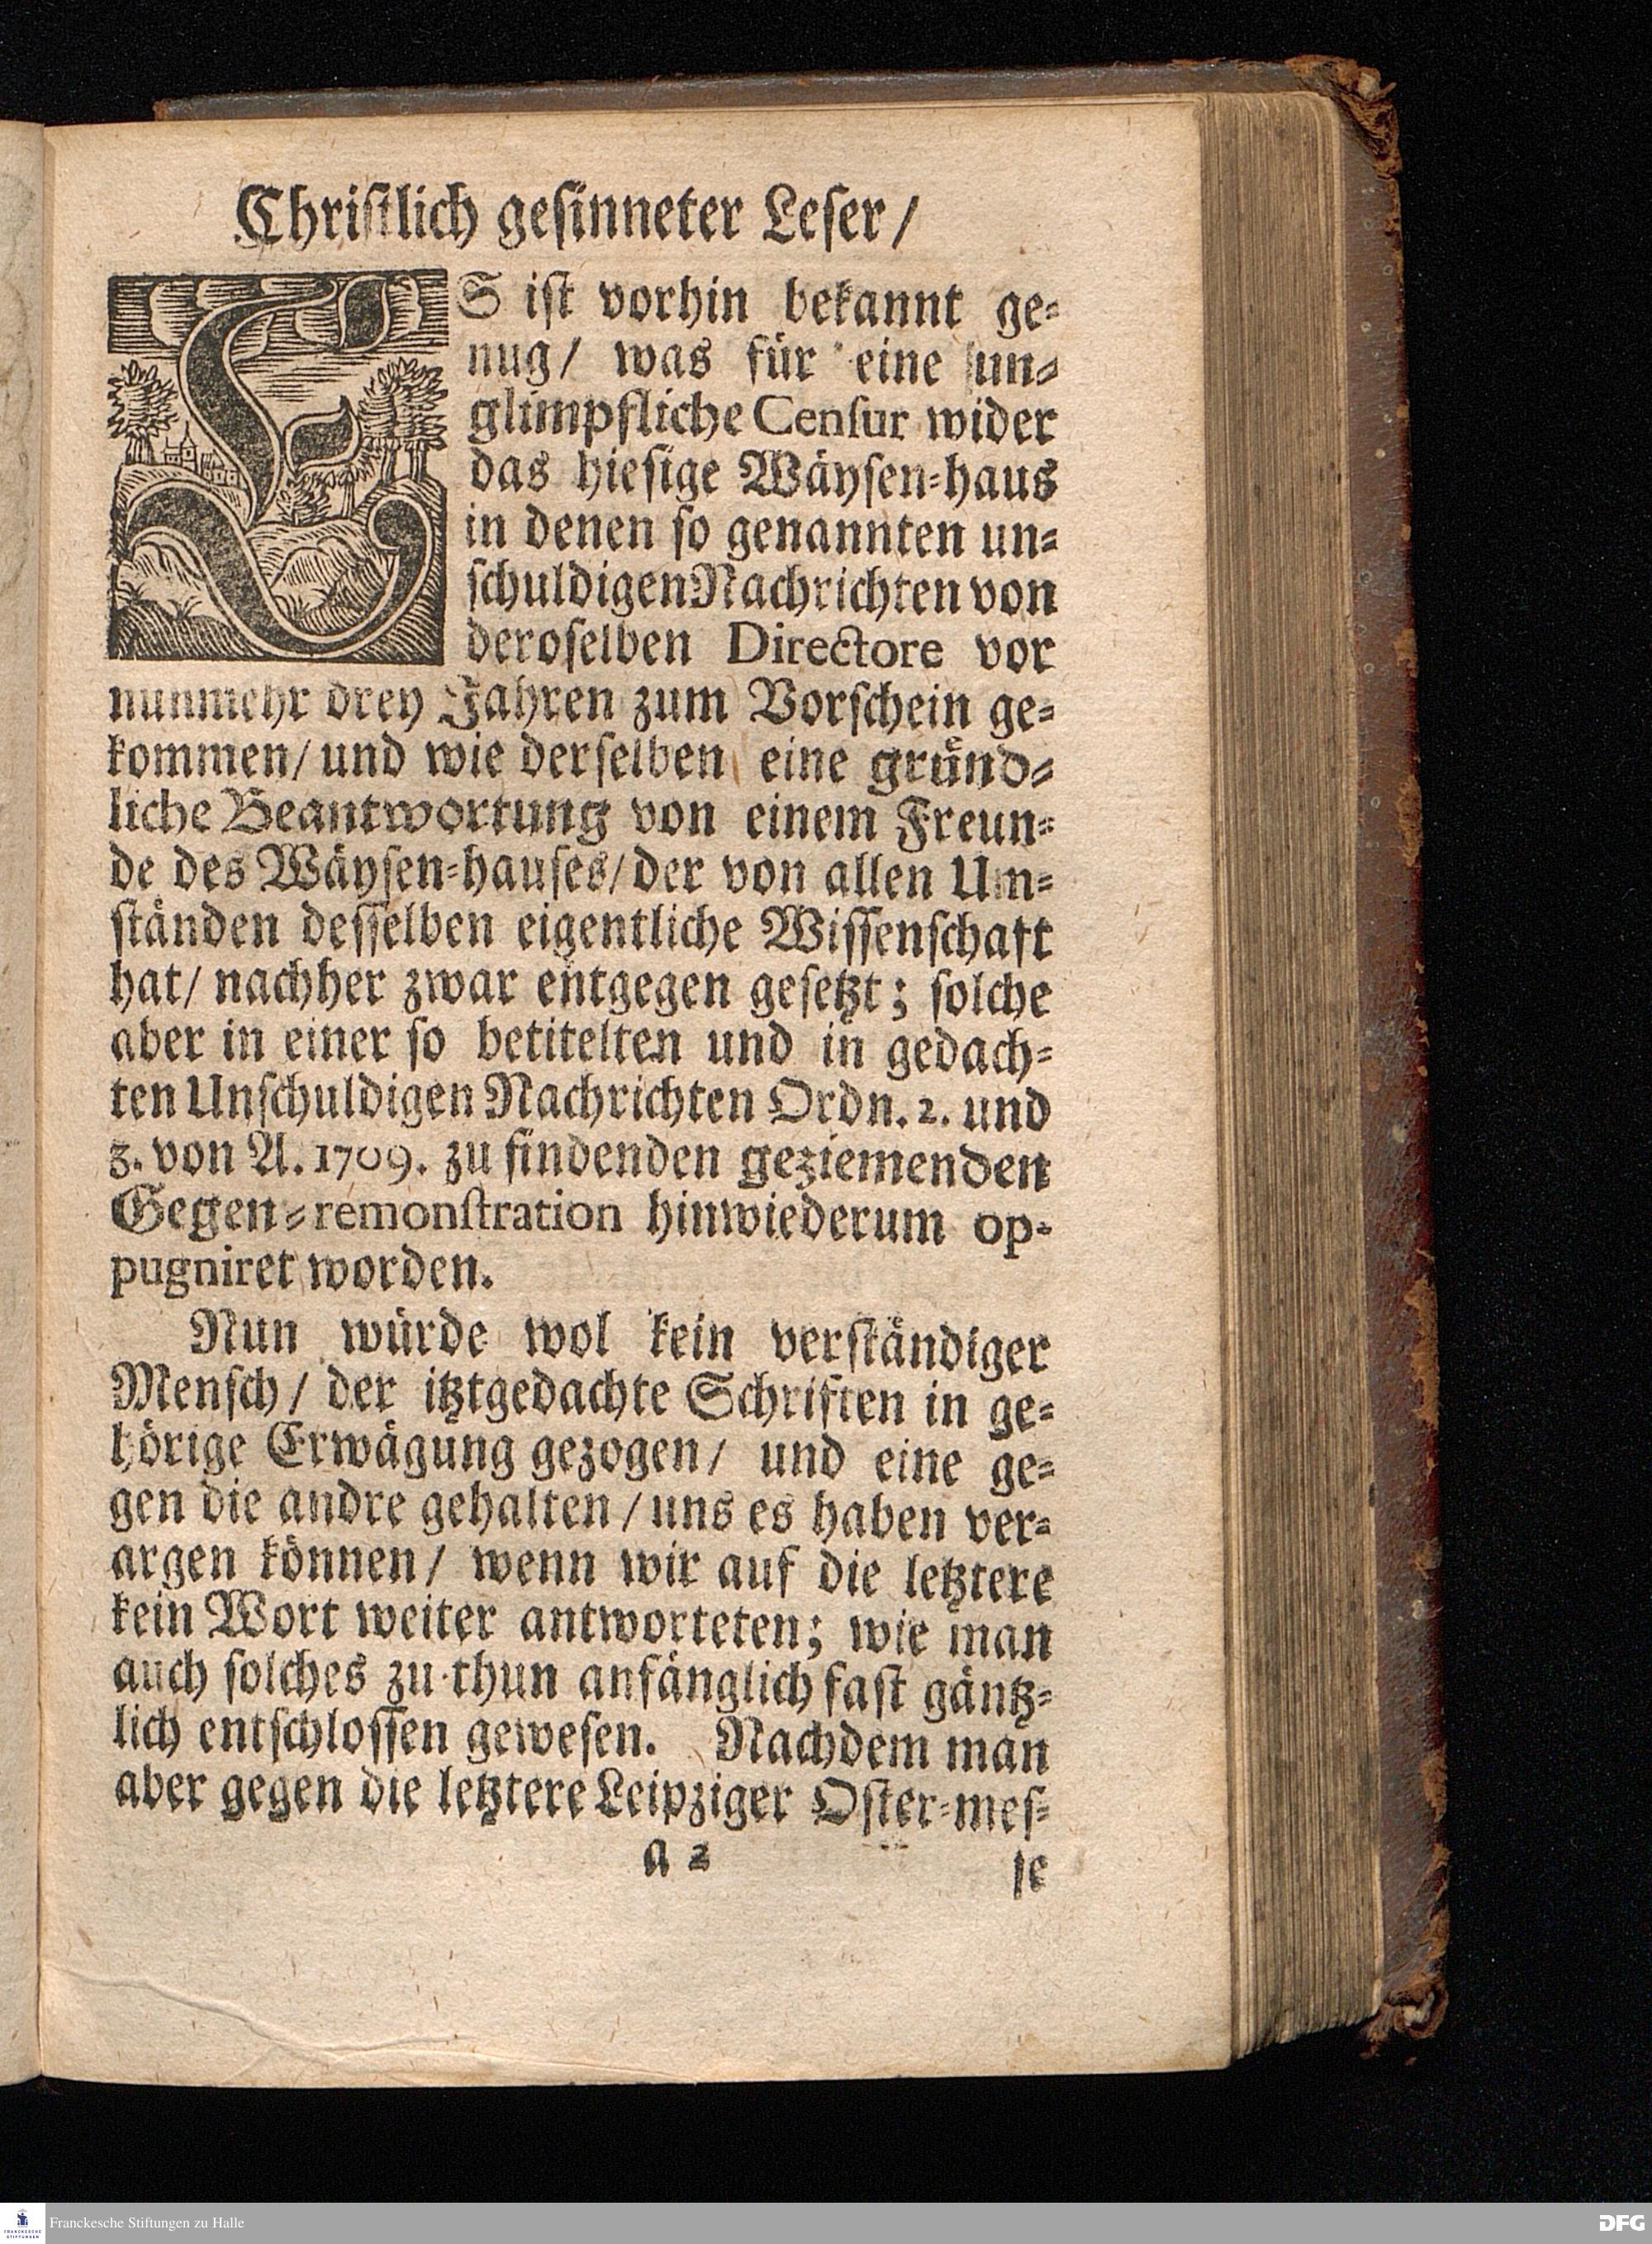 Chriſtlich geſinneter Leſer/
ES iſt vorhin bekannt ge-
nug/ was für eine un-
glimpfliche Cenſur wider
das hieſige Wäyſen-haus
in denen ſo genannten un-
ſchuldigen Nachrichten von
deroſelben Directore vor
nunmehr drey Jahren zum Vorſchein ge-
kommen/ und wie derſelben eine gründ-
liche Beantwortung von einem Freun-
de des Wäyſen-hauſes/ der von allen Um-
ſtänden deſſelben eigentliche Wiſſenſchaft
hat/ nachher zwar entgegen geſetzt; ſolche
aber in einer ſo betitelten und in gedach-
ten Unſchuldigen Nachrichten Ordn. 2. und
3. von A. 1709. zu findenden geziemenden
Gegen-remonſtration hinwiederum op-
pugniret worden.
Nun würde wol kein verſtändiger
Menſch/ der itztgedachte Schriften in ge-
hörige Erwägung gezogen/ und eine ge-
gen die andre gehalten/ uns es haben ver-
argen können/ wenn wir auf die letztere
kein Wort weiter antworteten; wie man
auch ſolches zu thun anfänglich faſt gäntz-
lich entſchloſſen geweſen. Nachdem man
aber gegen die letztere Leipziger Oſter-meſ-
a 2
ſe
FRANCKESCHE
STIFTUNGEN
Franckesche Stiftungen zu Halle
DFG